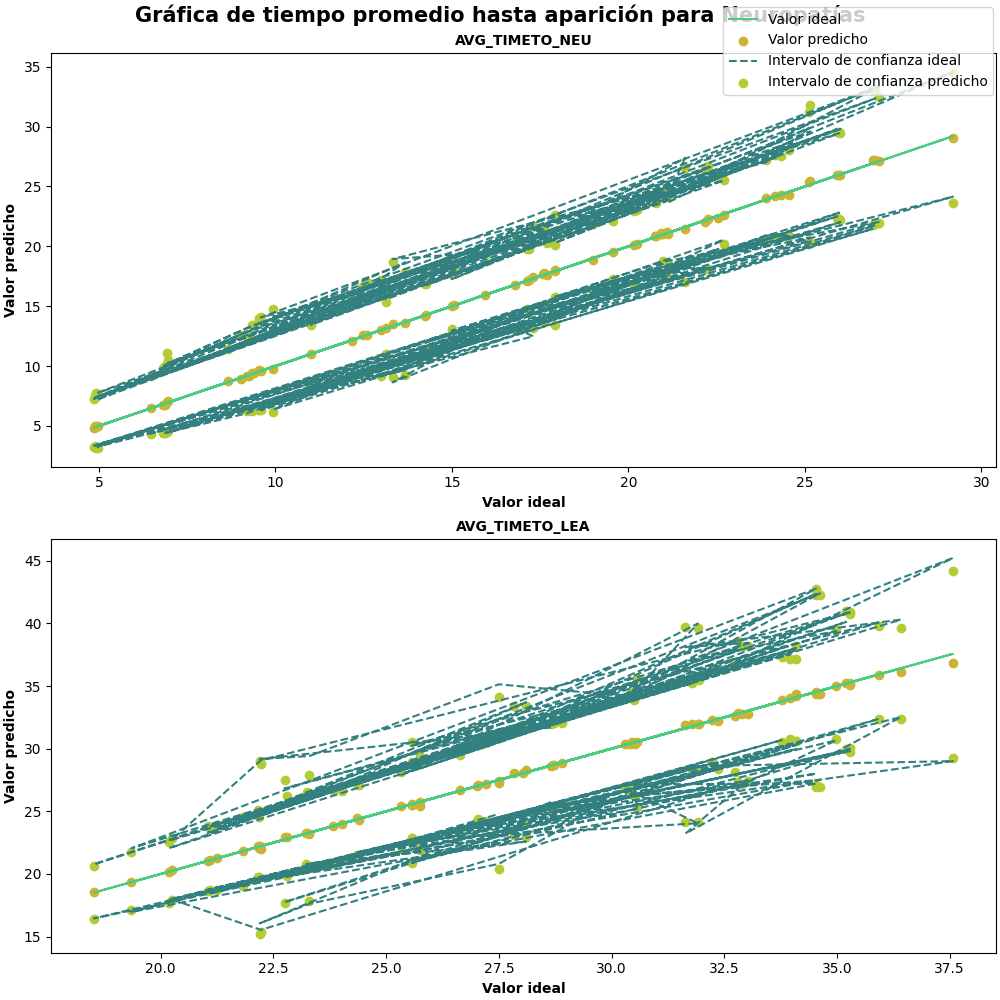 Gráfica de tiempo promedio hasta aparición para Neuropatías
Valor ideal
Valor predicho
Intervalo de confianza ideal
Intervalo de confianza predicho
AVG_TIMETO_NEU
35
30
25
20
15
10
5
Valor predicho
5
10
15
20
25
30
Valor ideal
AVG_TIMETO_LEA
45
40
35
30
25
20
15
Valor predicho
20.0
22.5
25.0
27.5
30.0
32.5
35.0
37.5
Valor ideal